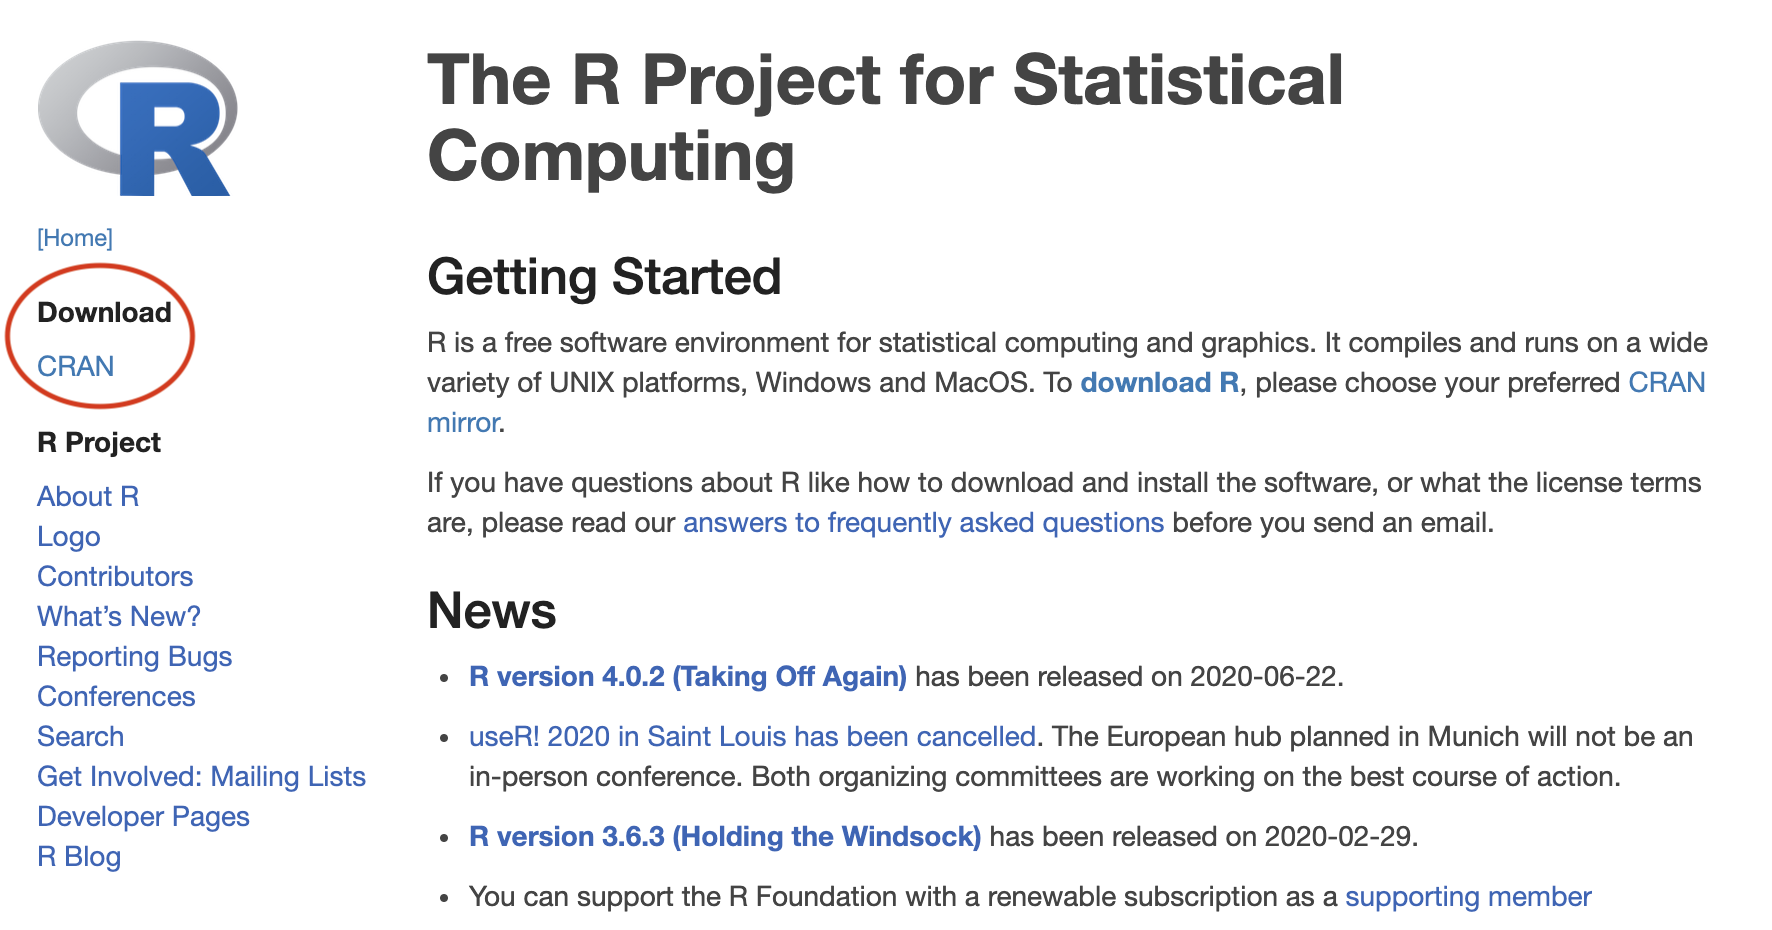 R
[Home]
Download
CRAN
R Project
About R
Logo
Contributors
What’s New?
Reporting Bugs
Conferences
Search
Get Involved: Mailing Lists
Developer Pages
R Blog
The R Project for Statistical
Computing
Getting Started
R is a free software environment for statistical computing and graphics. It compiles and runs on a wide
variety of UNIX platforms, Windows and MacOS. To download R, please choose your preferred CRAN
mirror.
If you have questions about R like how to download and install the software, or what the license terms
are, please read our answers to frequently asked questions before you send an email.
News
• R version 4.0.2 (Taking Off Again) has been released on 2020-06-22.
• useR! 2020 in Saint Louis has been cancelled. The European hub planned in Munich will not be an
in-person conference. Both organizing committees are working on the best course of action.
• R version 3.6.3 (Holding the Windsock) has been released on 2020-02-29.
• You can support the R Foundation with a renewable subscription as a supporting member